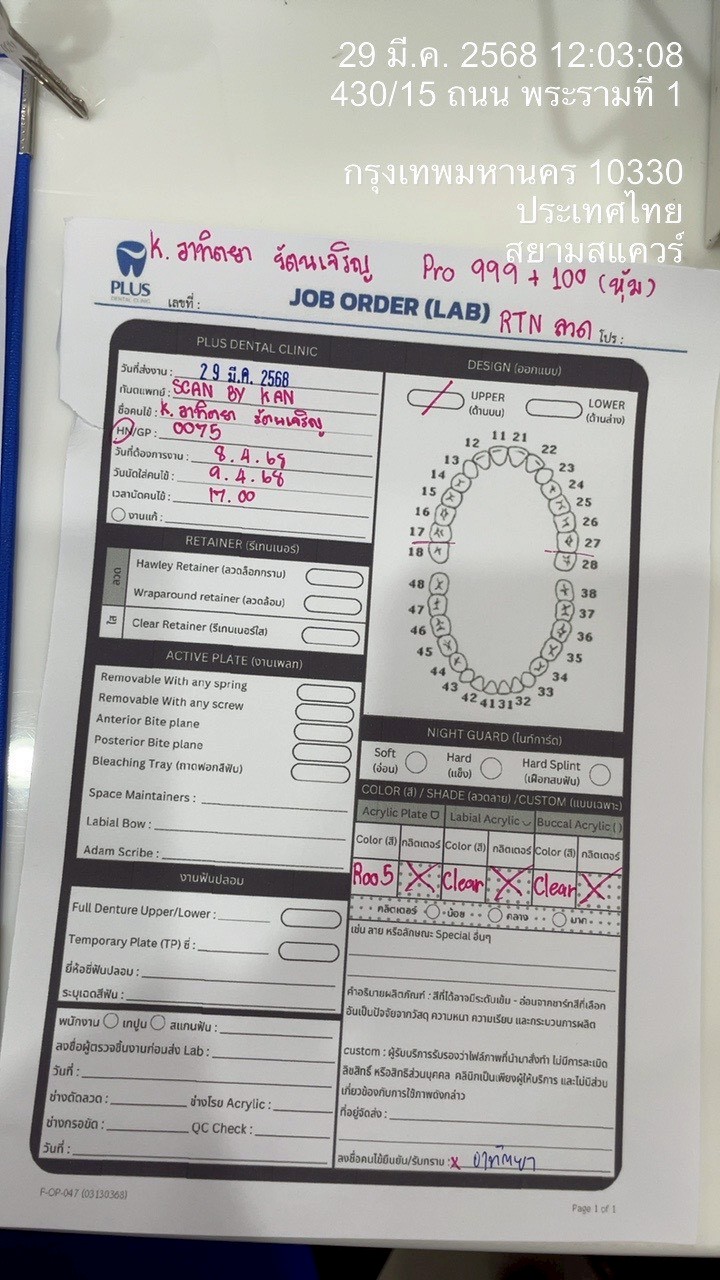 29 มี.ค. 2568 12:03:08
430/15 ถนน พระรามที่ 1
กรุงเทพมหานคร 10330
ประเทศไทย
สยามสแควร์
K. อาทิตยา รัตนเจริญ Pro 999 + 100 (หุ้ม)
PLUS
DENTAL CLINIC
เลขที่ :
JOB ORDER (LAB)
RTN ลวด
โปร :
PLUS DENTAL CLINIC
วันที่ส่งงาน : 29 มี.ค. 2568
ทันตแพทย์ : SCAN BY KAN
ชื่อคนไข้ : K. อาทิตยา รัตนเจริญ
HN/GP : 0075
วันที่ต้องการงาน : 8.4.68
วันนัดใส่คนไข้ : 9.4.68
เวลานัดคนไข้ : 17.00
งานแก้ :
RETAINER (รีเทนเนอร์)
ลวด
Hawley Retainer (ลวดล็อกกราม)
Wraparound retainer (ลวดล้อม)
ใส
Clear Retainer (รีเทนเนอร์ใส)
ACTIVE PLATE (งานเพลท)
Removable With any spring
Removable With any screw
Anterior Bite plane
Posterior Bite plane
Bleaching Tray (ถาดฟอกสีฟัน)
Space Maintainers :
Labial Bow :
Adam Scribe :
งานฟันปลอม
Full Denture Upper/Lower :
Temporary Plate (TP) ซี่ :
ยี่ห้อซี่ฟันปลอม :
ระบุเฉดสีฟัน :
พนักงาน เทปูน สแกนฟัน :
ลงชื่อผู้ตรวจชิ้นงานก่อนส่ง Lab :
วันที่ :
ช่างดัดลวด : ช่างโรย Acrylic :
ช่างกรอขัด : QC Check :
วันที่ :
DESIGN (ออกแบบ)
UPPER
(ด้านบน)
LOWER
(ด้านล่าง)
11 21
12 22
13 23
14 24
15 25
16 26
17 27
18 28
48 38
47 37
46 36
45 35
44 34
43 33
42 41 31 32
NIGHT GUARD (ไนท์การ์ด)
Soft
(อ่อน)
Hard
(แข็ง)
Hard Splint
(เฝือกสบฟัน)
COLOR (สี) / SHADE (ลวดลาย) /CUSTOM (แบบเฉพาะ)
Acrylic Plate Labial Acrylic Buccal Acrylic ( )
Color (สี) กลิตเตอร์ Color (สี) กลิตเตอร์ Color (สี) กลิตเตอร์
R005 X Clear X Clear X
กลิตเตอร์ น้อย กลาง มาก
เช่น ลาย หรือลักษณะ Special อื่นๆ
คำอธิบายผลิตภัณฑ์ : สีที่ได้อาจมีระดับเข้ม - อ่อนจากชาร์ทสีที่เลือก
อันเป็นปัจจัยจากวัสดุ ความหนา ความเรียบ และกระบวนการผลิต
custom : ผู้รับบริการรับรองว่าไฟล์ภาพที่นำมาสั่งทำ ไม่มีการละเมิด
ลิขสิทธิ์ หรือสิทธิส่วนบุคคล คลินิกเป็นเพียงผู้ให้บริการ และไม่มีส่วน
เกี่ยวข้องกับการใช้ภาพดังกล่าว
ที่อยู่จัดส่ง :
ลงชื่อคนไข้ยืนยัน/รับทราบ : x อาทิตยา
F-OP-047 (03130368)
Page 1 of 1